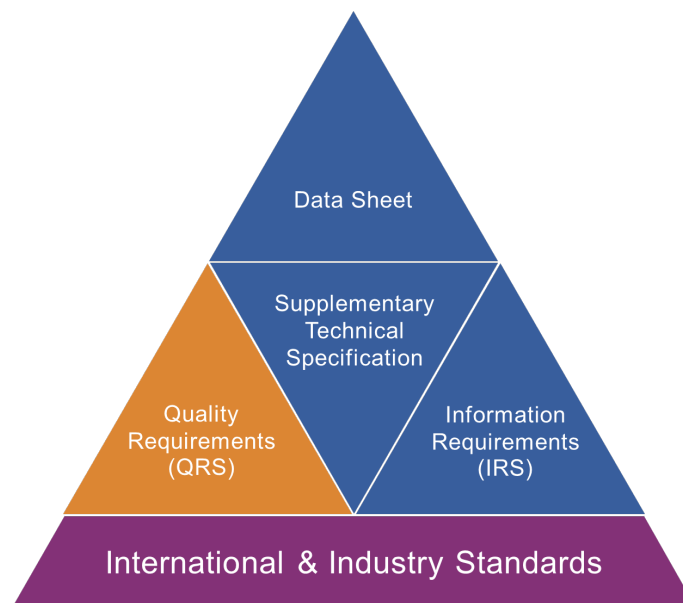 Data Sheet
Supplementary
Technical
Specification
Quality
Requirements
(QRS)
Information
Requirements
(IRS)
International & Industry Standards